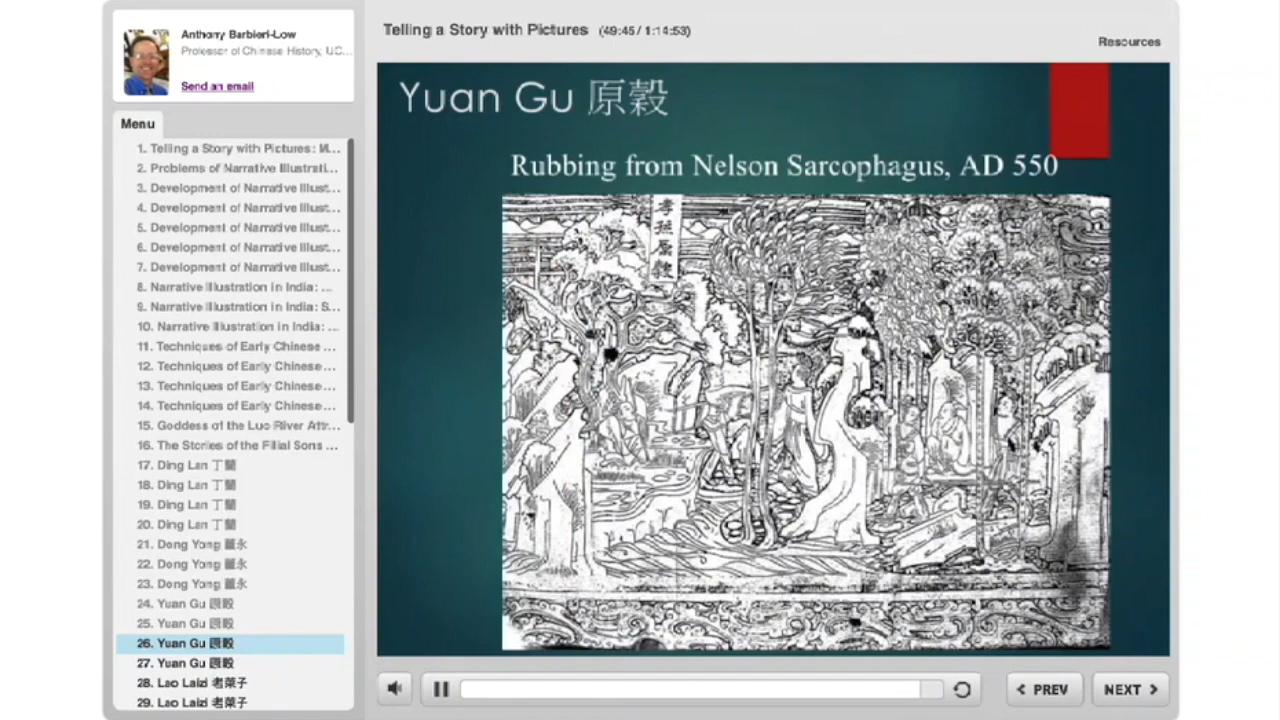 Anthony Barbieri-Low
Professor of Chinese History, UC...
Send an email
Menu
1. Telling a Story with Pictures: M...
2. Problems of Narrative Illustrati...
3. Development of Narrative Illust...
4. Development of Narrative Illust...
5. Development of Narrative Illust...
6. Development of Narrative Illust...
7. Development of Narrative Illust...
8. Narrative Illustration in India: ...
9. Narrative Illustration in India: S...
10. Narrative Illustration in India: ...
11. Techniques of Early Chinese ...
12. Techniques of Early Chinese...
13. Techniques of Early Chinese...
14. Techniques of Early Chinese...
15. Goddess of the Luo River Attr...
16. The Stories of the Filial Sons ...
17. Ding Lan 丁蘭
18. Ding Lan 丁蘭
19. Ding Lan 丁蘭
20. Ding Lan 丁蘭
21. Dong Yong 董永
22. Dong Yong 董永
23. Dong Yong 董永
24. Yuan Gu 原穀
25. Yuan Gu 原穀
26. Yuan Gu 原穀
27. Yuan Gu 原穀
28. Lao Laizi 老萊子
29. Lao Laizi 老萊子
Telling a Story with Pictures (49:45 / 1:14:53)
Resources
Yuan Gu 原穀
Rubbing from Nelson Sarcophagus, AD 550
孝孫原穀
PREV
NEXT